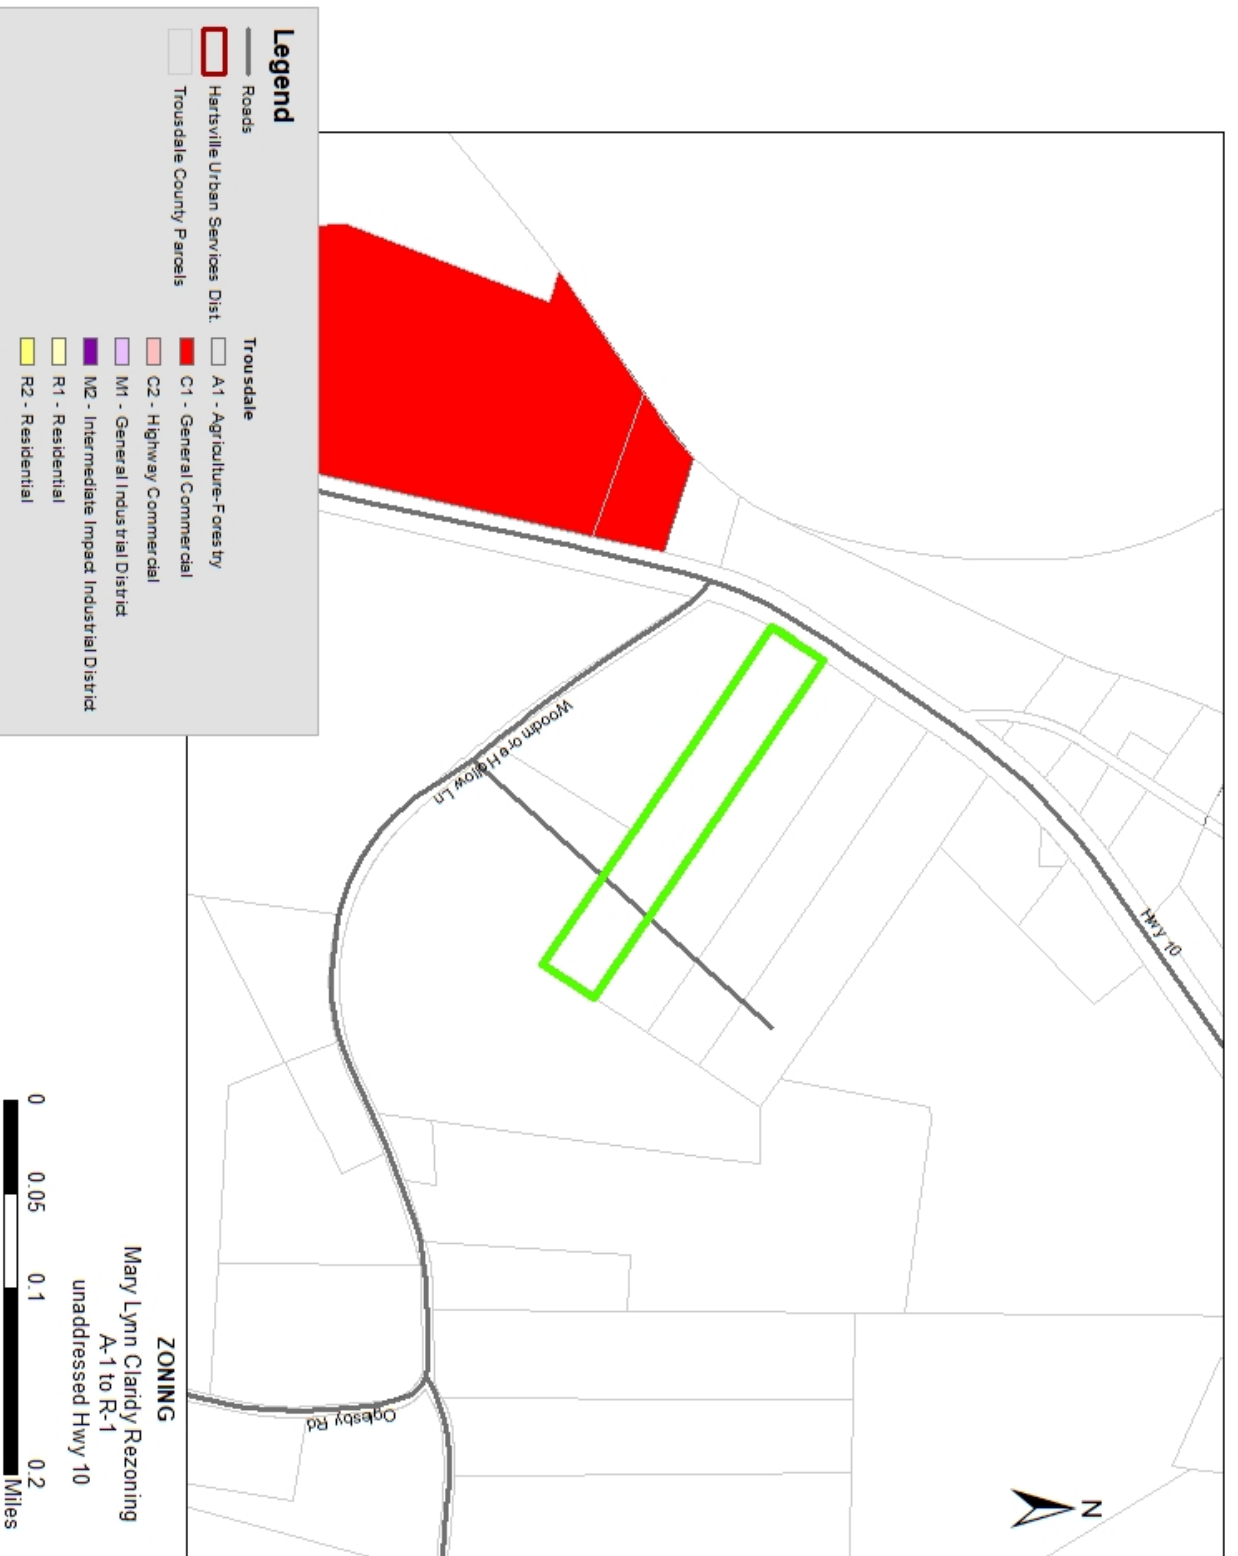 Legend
Roads
Hartsville Urban Services Dist.
Trousdale County Parcels
Trousdale
A1 - Agriculture-Forestry
C1 - General Commercial
C2 - Highway Commercial
M1 - General Industrial District
M2 - Intermediate Impact Industrial District
R1 - Residential
R2 - Residential
Woodmore Hollow Ln
Hwy 10
Oglesby Rd
N
ZONING
Mary Lynn Claridy Rezoning
A-1 to R-1
unaddressed Hwy 10
0 0.05 0.1 0.2
Miles